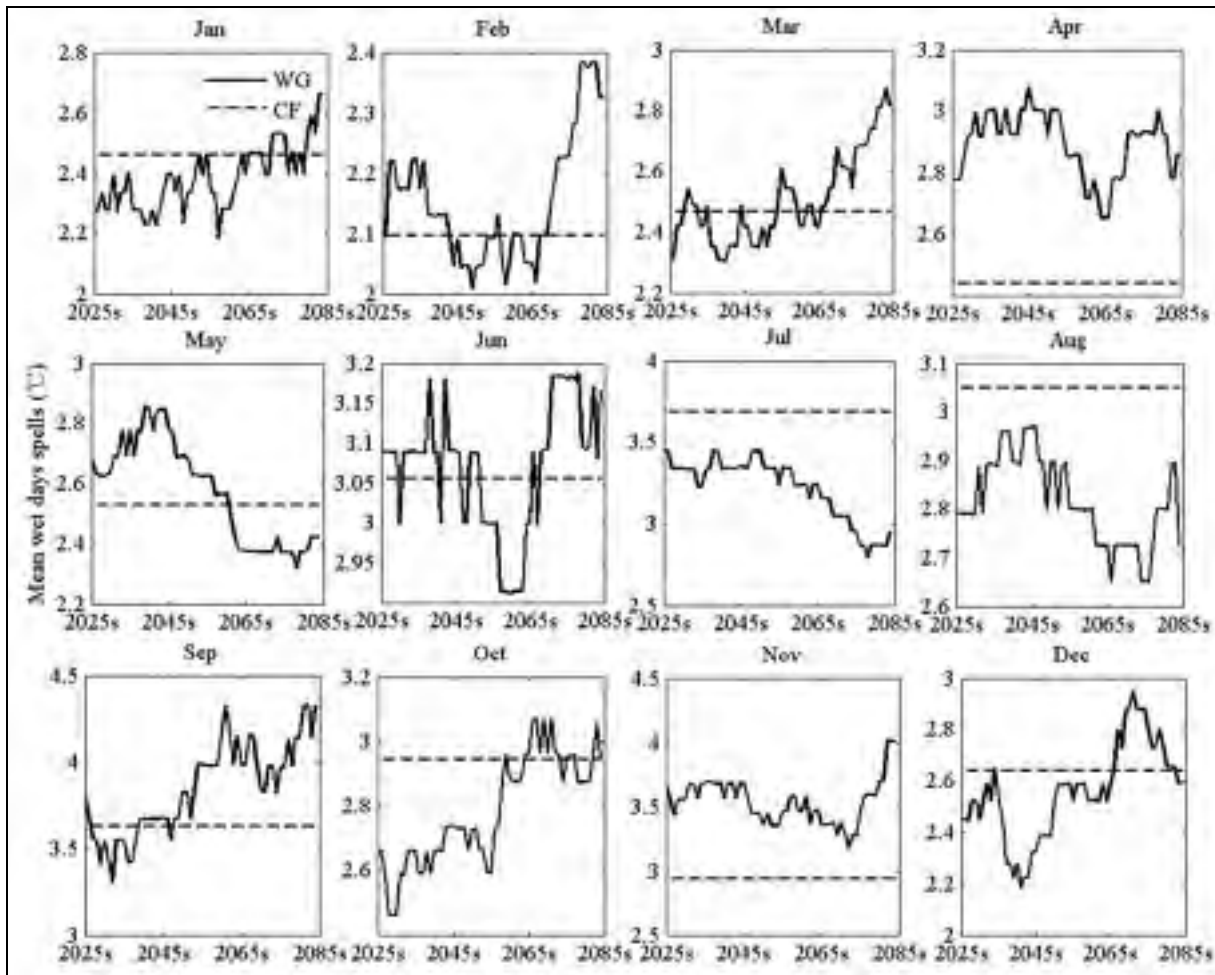 Jan Feb Mar Apr
2.8 2.4 3 3.2
WG
CF
2.6 2.3 2.8 3
2.4 2.2 2.6 2.8
2.2 2.1 2.4 2.6
2 2 2.2
2025s 2045s 2065s 2085s 2025s 2045s 2065s 2085s 2025s 2045s 2065s 2085s 2025s 2045s 2065s 2085s
May Jun Jul Aug
Mean wet days spells (℃)
3 3.2 4 3.1
2.8 3.15 3.5 3
2.6 3.1 3 2.9
2.4 3.05 2.5 2.8
2.2 3 2.7
2.95 2.6
2025s 2045s 2065s 2085s 2025s 2045s 2065s 2085s 2025s 2045s 2065s 2085s 2025s 2045s 2065s 2085s
Sep Oct Nov Dec
4.5 3.2 4.5 3
4 3 4 2.8
3.5 2.8 3.5 2.6
3 2.6 3 2.4
2.5 2.2
2
2025s 2045s 2065s 2085s 2025s 2045s 2065s 2085s 2025s 2045s 2065s 2085s 2025s 2045s 2065s 2085s